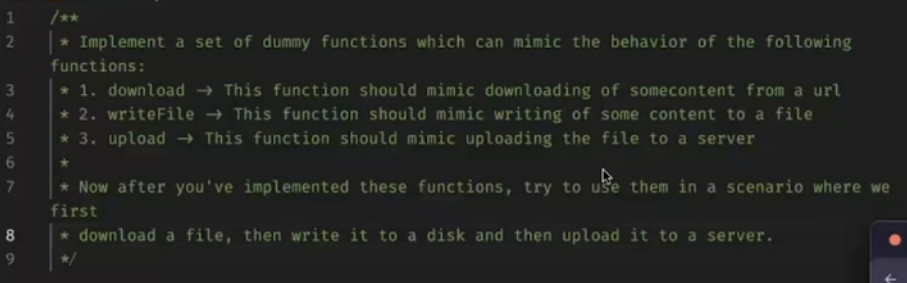 1 /**
2 * Implement a set of dummy functions which can mimic the behavior of the following
functions:
3 * 1. download → This function should mimic downloading of somecontent from a url
4 * 2. writeFile → This function should mimic writing of some content to a file
5 * 3. upload → This function should mimic uploading the file to a server
6 *
7 * Now after you've implemented these functions, try to use them in a scenario where we
first
8 * download a file, then write it to a disk and then upload it to a server.
9 */